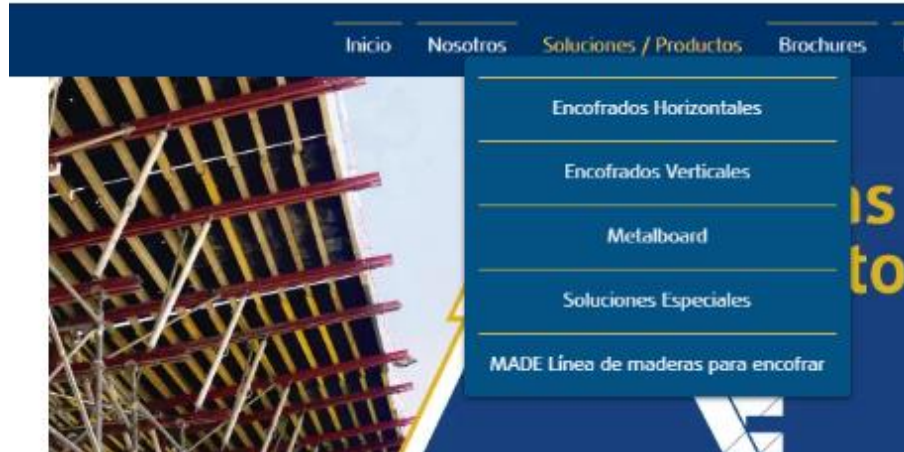 Inicio Nosotros Soluciones / Productos Brochures
Encofrados Horizontales
Encofrados Verticales
Metalboard
Soluciones Especiales
MADE Línea de maderas para encofrar